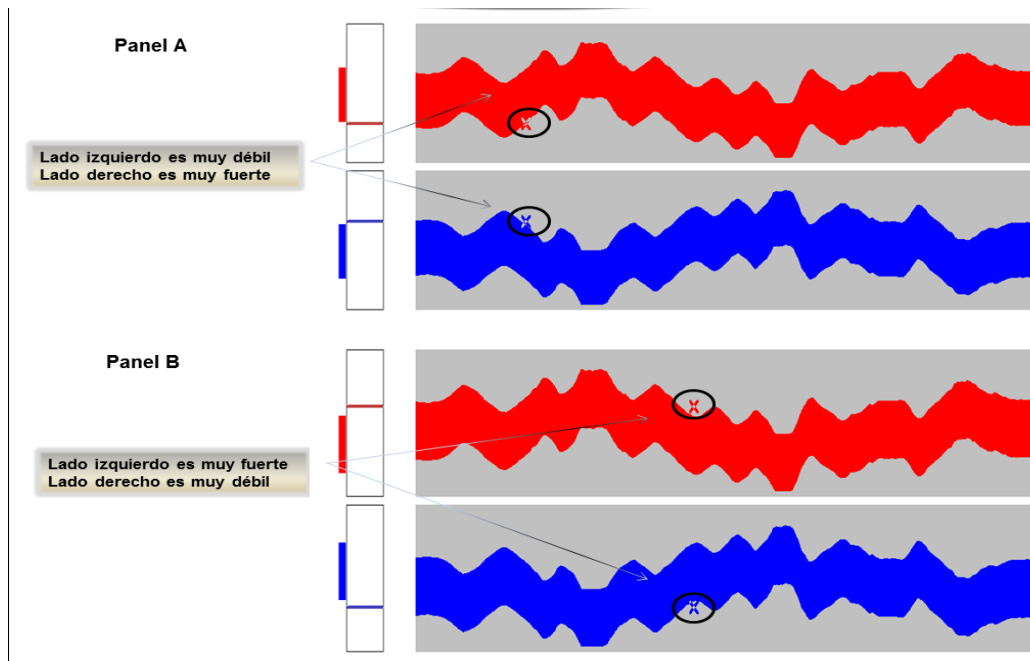 Panel A
Lado izquierdo es muy débil
Lado derecho es muy fuerte
Panel B
Lado izquierdo es muy fuerte
Lado derecho es muy débil